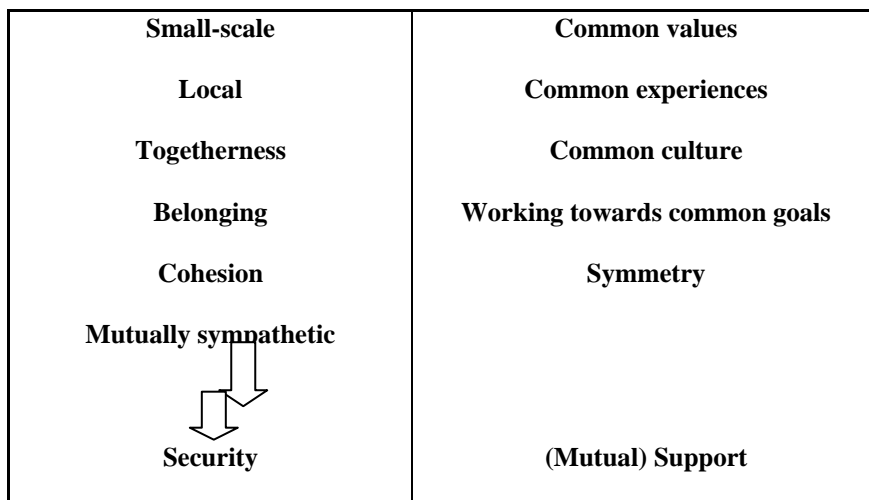 Small-scale
Common values
Local
Common experiences
Togetherness
Common culture
Belonging
Working towards common goals
Cohesion
Symmetry
Mutually sympathetic
Security
(Mutual) Support